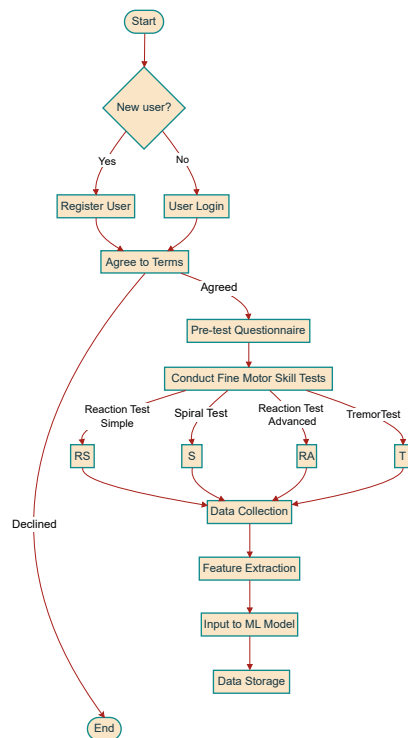 Start
New user?
Yes
No
Register User
User Login
Agree to Terms
Agreed
Pre-test Questionnaire
Conduct Fine Motor Skill Tests
Reaction Test
Simple
Spiral Test
Reaction Test
Advanced
TremorTest
RS
S
RA
T
Data Collection
Declined
Feature Extraction
Input to ML Model
Data Storage
End